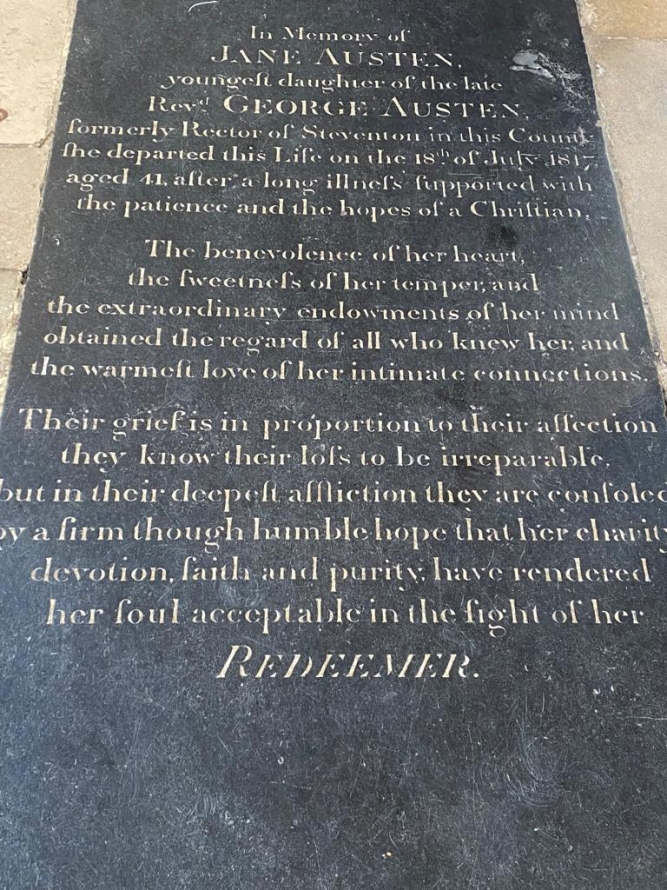 In Memory of
JANE AUSTEN,
youngeſt daughter of the late
Revᵈ GEORGE AUSTEN,
formerly Rector of Steventon in this County
ſhe departed this Life on the 18ᵗʰ of July 1817,
aged 41, after a long illneſs ſupported with
the patience and the hopes of a Chriſtian.
The benevolence of her heart,
the ſweetneſs of her temper, and
the extraordinary endowments of her mind
obtained the regard of all who knew her, and
the warmeſt love of her intimate connections.
Their grief is in proportion to their affection
they know their loſs to be irreparable,
but in their deepeſt affliction they are conſoled
by a firm though humble hope that her charity,
devotion, faith and purity, have rendered
her ſoul acceptable in the ſight of her
REDEEMER.